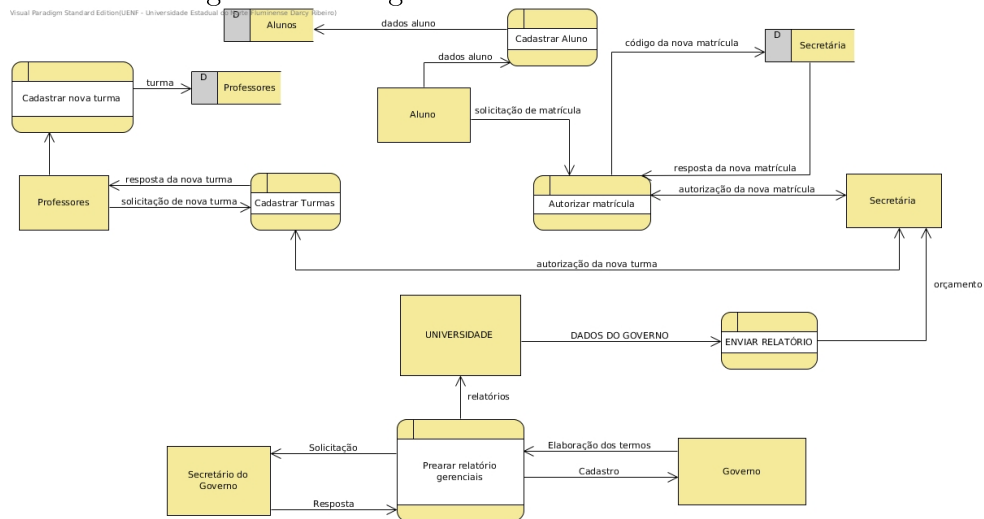 Visual Paradigm Standard Edition(UENF - Universidade Estadual do Norte Fluminense Darcy Ribeiro)
D
Alunos
dados aluno
Cadastrar Aluno
código da nova matrícula
D
Secretária
dados aluno
Cadastrar nova turma
turma
D
Professores
Aluno
solicitação de matrícula
resposta da nova matrícula
Professores
resposta da nova turma
solicitação de nova turma
Cadastrar Turmas
Autorizar matrícula
autorização da nova matrícula
Secretária
autorização da nova turma
orçamento
UNIVERSIDADE
DADOS DO GOVERNO
ENVIAR RELATÓRIO
relatórios
Secretário do
Governo
Solicitação
Resposta
Prearar relatório
gerenciais
Elaboração dos termos
Cadastro
Governo